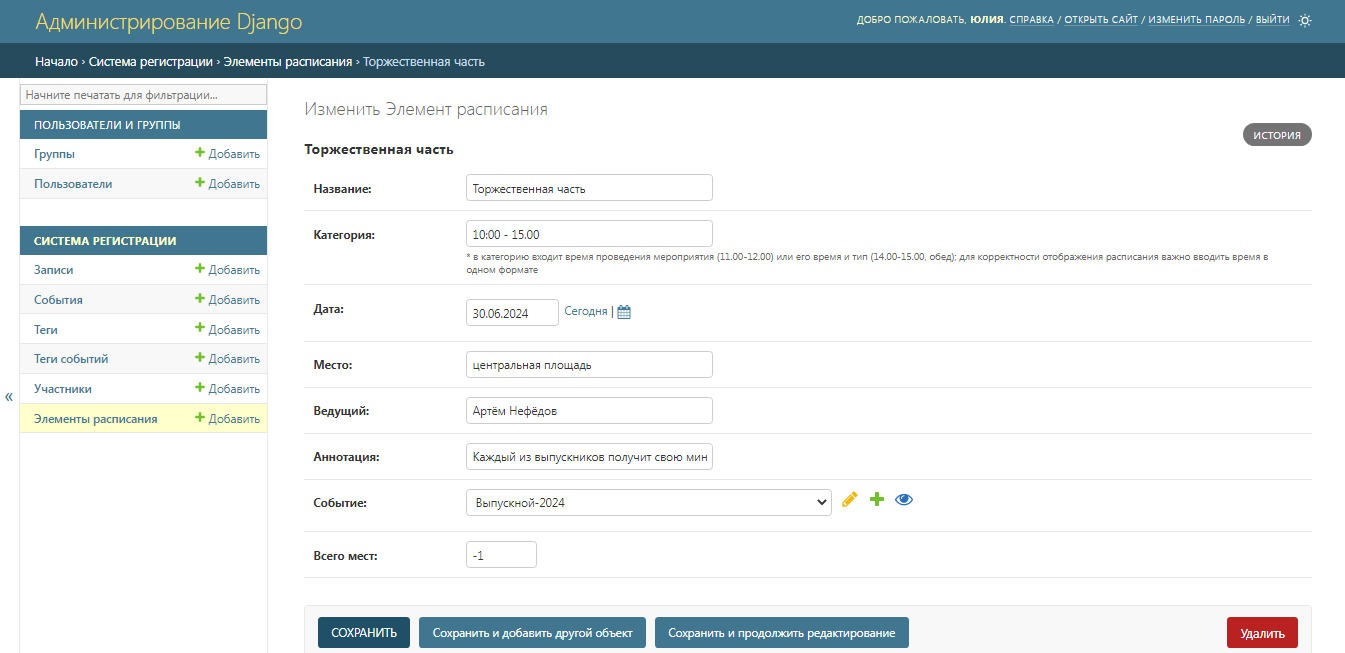 Администрирование Django
ДОБРО ПОЖАЛОВАТЬ, ЮЛИЯ. СПРАВКА / ОТКРЫТЬ САЙТ / ИЗМЕНИТЬ ПАРОЛЬ / ВЫЙТИ
Начало › Система регистрации › Элементы расписания › Торжественная часть
Начните печатать для фильтрации...
ПОЛЬЗОВАТЕЛИ И ГРУППЫ
Группы Добавить
Пользователи Добавить
СИСТЕМА РЕГИСТРАЦИИ
Записи Добавить
События Добавить
Теги Добавить
Теги событий Добавить
Участники Добавить
Элементы расписания Добавить
«
Изменить Элемент расписания
ИСТОРИЯ
Торжественная часть
Название: Торжественная часть
Категория: 10:00 - 15.00
* в категорию входит время проведения мероприятия (11.00-12.00) или его время и тип (14.00-15.00, обед); для корректности отображения расписания важно вводить время в
одном формате
Дата: 30.06.2024 Сегодня |
Место: центральная площадь
Ведущий: Артём Нефёдов
Аннотация: Каждый из выпускников получит свою мин
Событие: Выпускной-2024
Всего мест: -1
СОХРАНИТЬ Сохранить и добавить другой объект Сохранить и продолжить редактирование Удалить